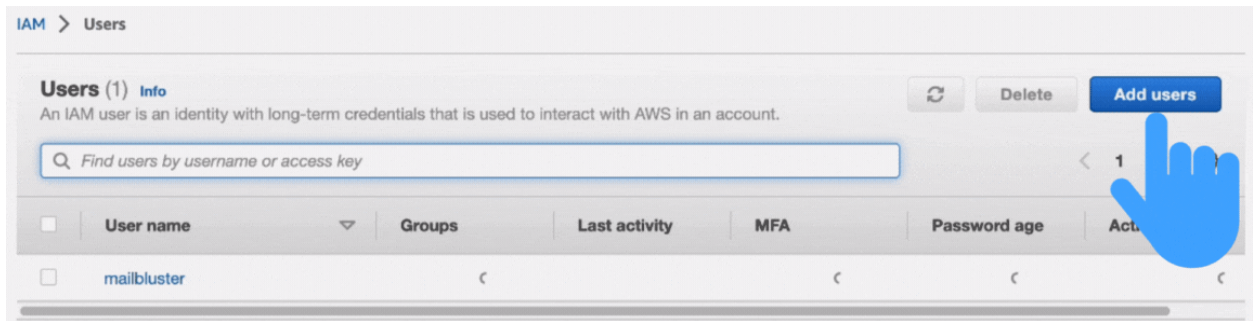 IAM > Users
Users (1) Info
Delete
Add users
An IAM user is an identity with long-term credentials that is used to interact with AWS in an account.
Find users by username or access key
1
User name Groups Last activity MFA Password age
mailbluster